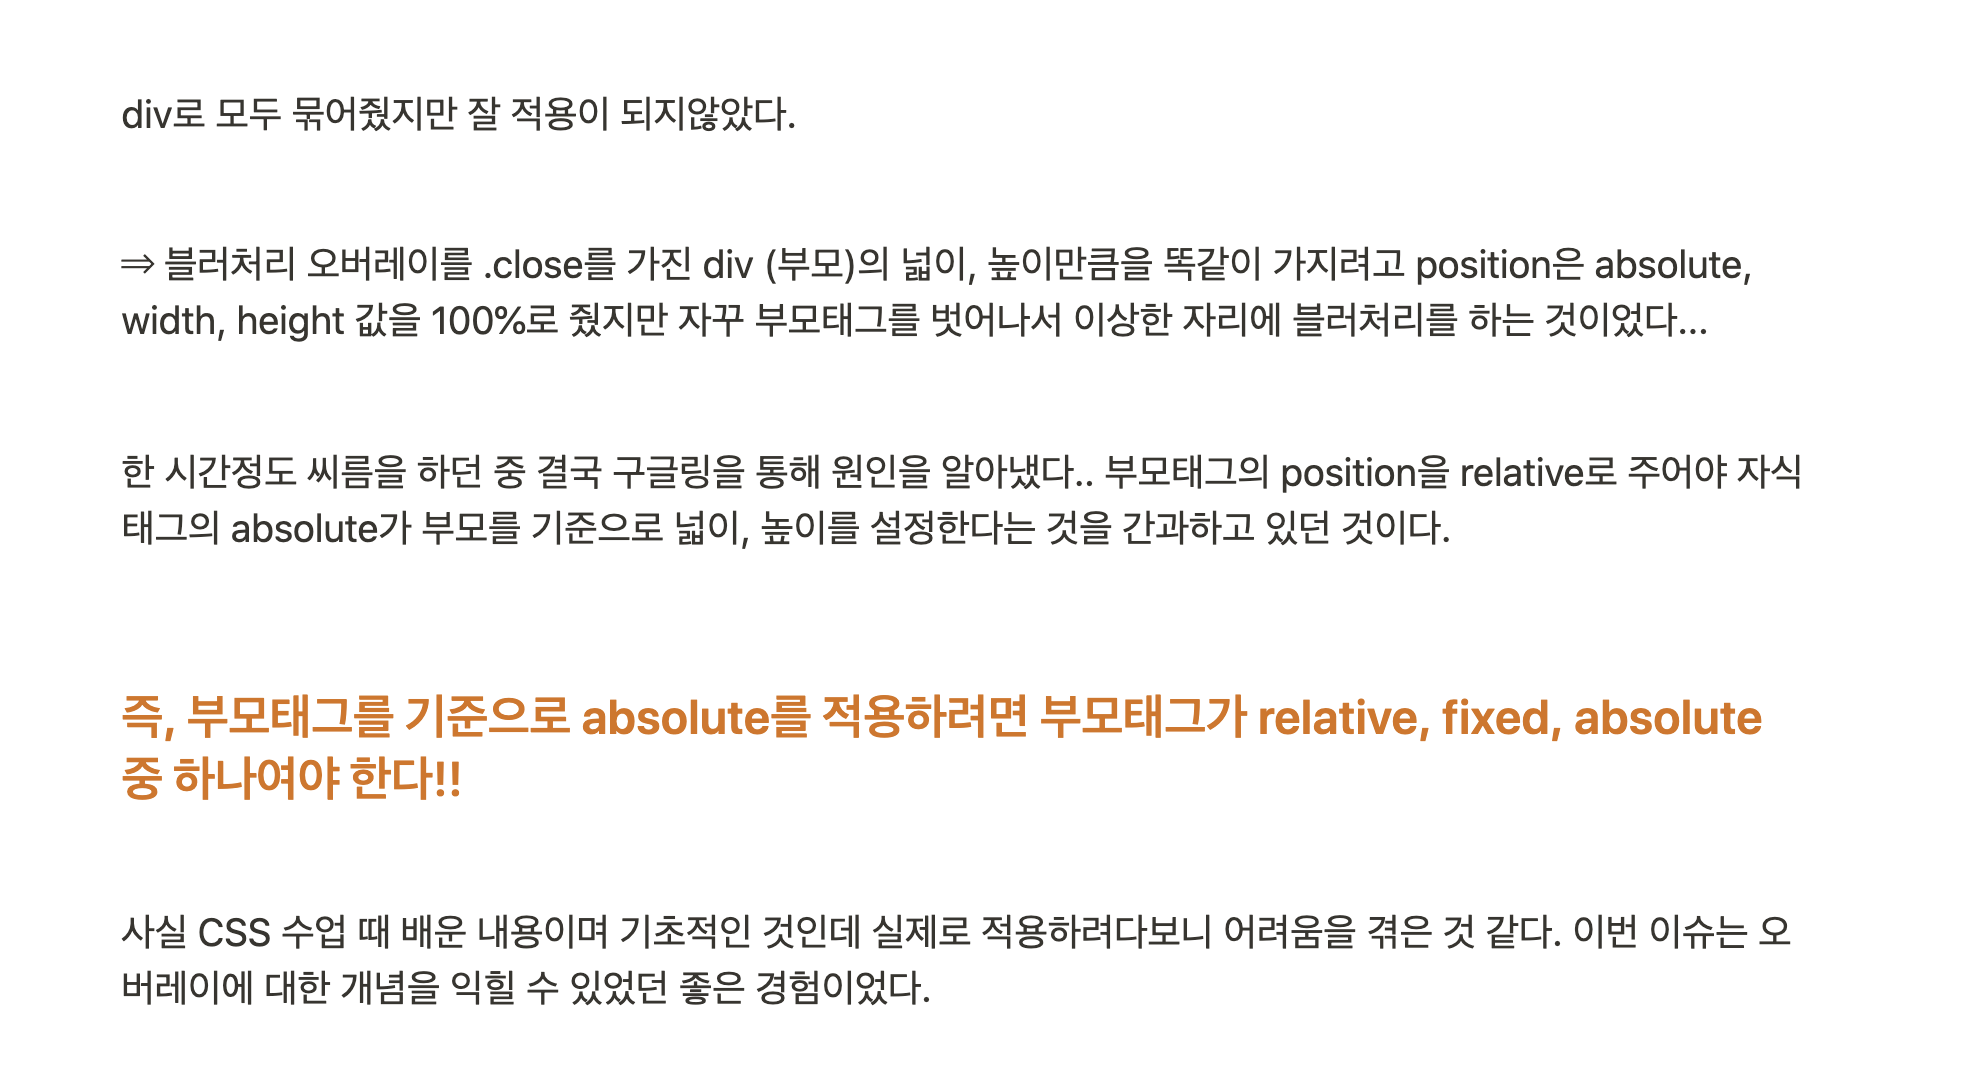 div로 모두 묶어줬지만 잘 적용이 되지않았다.
⇒ 블러처리 오버레이를 .close를 가진 div (부모)의 넓이, 높이만큼을 똑같이 가지려고 position은 absolute,
width, height 값을 100%로 줬지만 자꾸 부모태그를 벗어나서 이상한 자리에 블러처리를 하는 것이었다...
한 시간정도 씨름을 하던 중 결국 구글링을 통해 원인을 알아냈다.. 부모태그의 position을 relative로 주어야 자식
태그의 absolute가 부모를 기준으로 넓이, 높이를 설정한다는 것을 간과하고 있던 것이다.
즉, 부모태그를 기준으로 absolute를 적용하려면 부모태그가 relative, fixed, absolute
중 하나여야 한다!!
사실 CSS 수업 때 배운 내용이며 기초적인 것인데 실제로 적용하려다보니 어려움을 겪은 것 같다. 이번 이슈는 오
버레이에 대한 개념을 익힐 수 있었던 좋은 경험이었다.